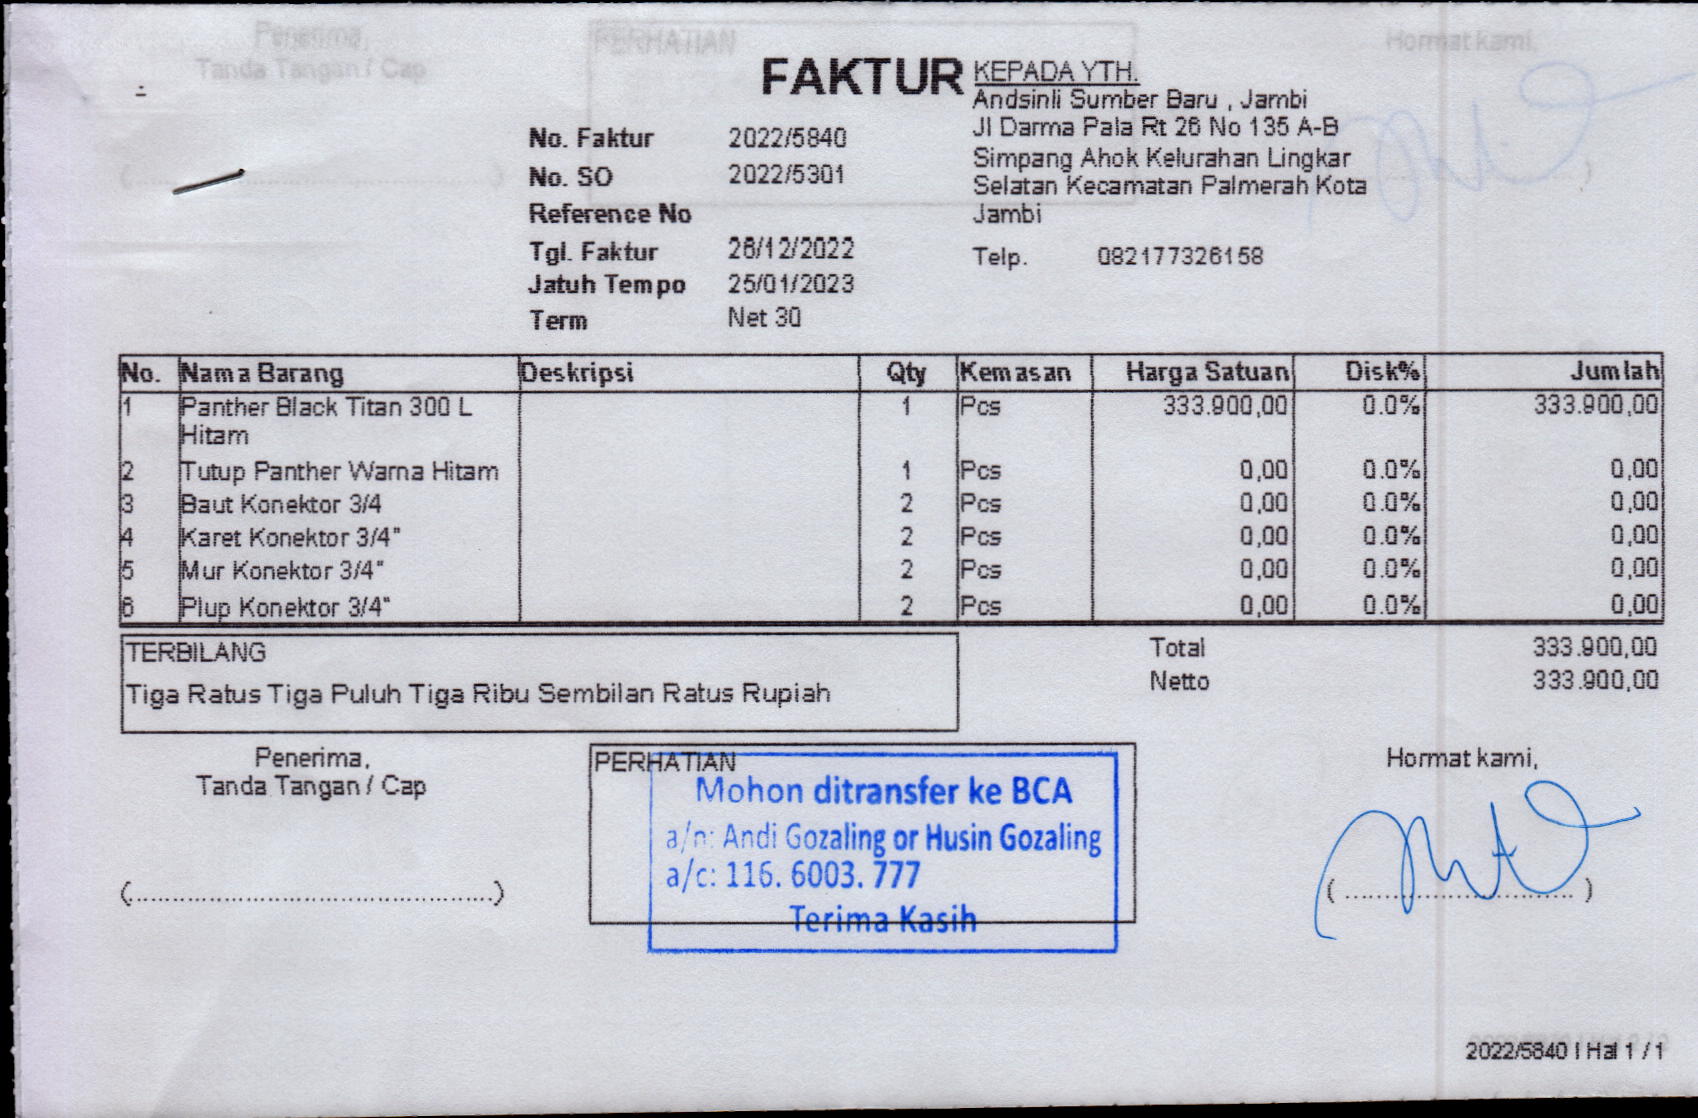 FAKTUR
KEPADA YTH.
Andsinli Sumber Baru , Jambi
Jl Darma Pala Rt 26 No 135 A-B
Simpang Ahok Kelurahan Lingkar
Selatan Kecamatan Palmerah Kota
Jambi
Telp. 082177326158
No. Faktur 2022/5840
No. SO 2022/5301
Reference No
Tgl. Faktur 26/12/2022
Jatuh Tempo 25/01/2023
Term Net 30
No. Nama Barang Deskripsi Qty Kemasan Harga Satuan Disk% Jumlah
1 Panther Black Titan 300 L 1 Pcs 333.900,00 0.0% 333.900,00
Hitam
2 Tutup Panther Warna Hitam 1 Pcs 0,00 0.0% 0,00
3 Baut Konektor 3/4 2 Pcs 0,00 0.0% 0,00
4 Karet Konektor 3/4" 2 Pcs 0,00 0.0% 0,00
5 Mur Konektor 3/4" 2 Pcs 0,00 0.0% 0,00
6 Plup Konektor 3/4" 2 Pcs 0,00 0.0% 0,00
TERBILANG
Tiga Ratus Tiga Puluh Tiga Ribu Sembilan Ratus Rupiah
Total 333.900,00
Netto 333.900,00
Penerima,
Tanda Tangan / Cap
(..................................................)
PERHATIAN
Mohon ditransfer ke BCA
a/n: Andi Gozaling or Husin Gozaling
a/c: 116. 6003. 777
Terima Kasih
Hormat kami,
( ............................... )
2022/5840 | Hal 1 / 1